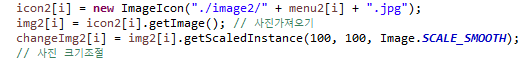 icon2[i] = new ImageIcon("./image2/" + menu2[i] + ".jpg");
img2[i] = icon2[i].getImage(); // 사진가져오기
changeImg2[i] = img2[i].getScaledInstance(100, 100, Image.SCALE_SMOOTH);
// 사진 크기조절